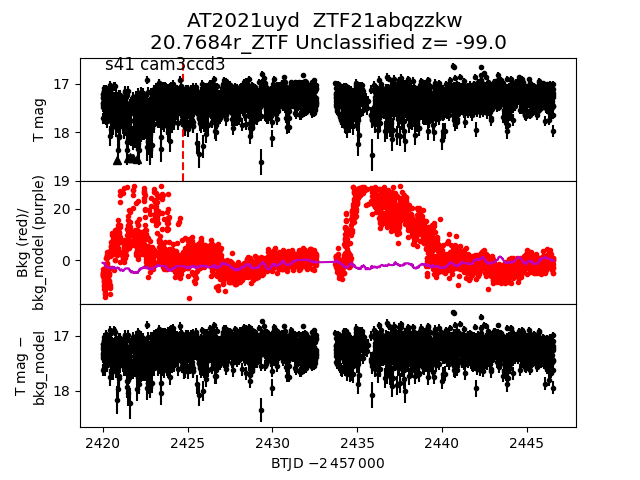 AT2021uyd  ZTF21abqzzkw
20.7684r_ZTF Unclassified z= -99.0
s41 cam3ccd3
17
18
19
T mag
20
0
Bkg (red)/
bkg_model (purple)
17
18
T mag −
bkg_model
2420 2425 2430 2435 2440 2445
BTJD −2 457 000